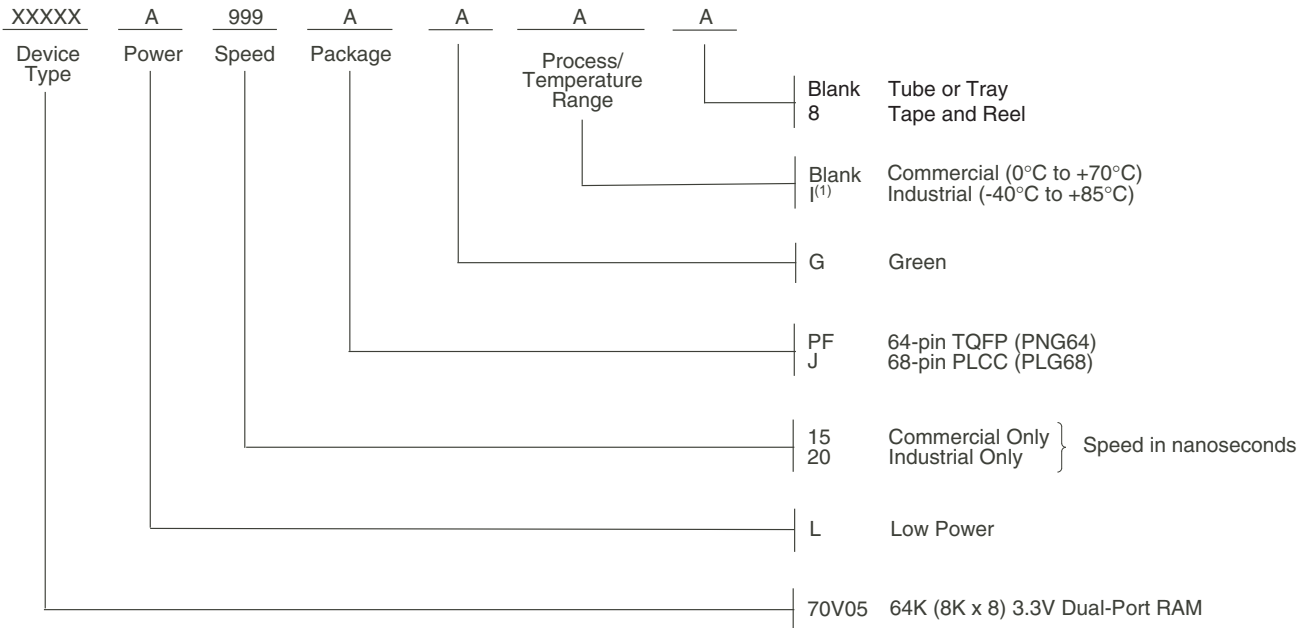 XXXXX A 999 A A A A
Device Type Power Speed Package Process/ Temperature Range
Blank Tube or Tray
8 Tape and Reel
Blank Commercial (0°C to +70°C)
I(1) Industrial (-40°C to +85°C)
G Green
PF 64-pin TQFP (PNG64)
J 68-pin PLCC (PLG68)
15 Commercial Only
20 Industrial Only
Speed in nanoseconds
L Low Power
70V05 64K (8K x 8) 3.3V Dual-Port RAM